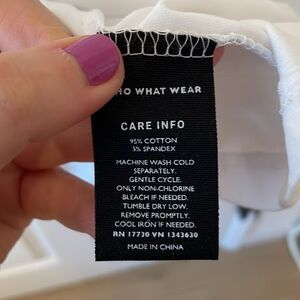 HO WHAT WEAR
CARE INFO
95% COTTON
5% SPANDEX
MACHINE WASH COLD
SEPARATELY.
GENTLE CYCLE.
ONLY NON-CHLORINE
BLEACH IF NEEDED.
TUMBLE DRY LOW.
REMOVE PROMPTLY.
COOL IRON IF NEEDED.
RN 17730 VN 1343630
MADE IN CHINA